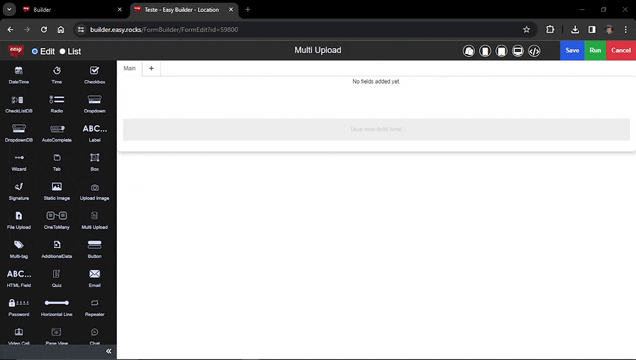 Builder
Teste - Easy Builder - Location
builder.easy.rocks/FormBuilder/FormEdit?id=59800
easy
Edit
List
Multi Upload
Save
Run
Cancel
Main
+
No fields added yet.
Drop new field here!
DateTime
Time
Checkbox
CheckListDB
Radio
Dropdown
DropdownDB
AutoComplete
ABC...
Label
Wizard
Tab
Box
Signature
Static Image
Upload Image
File Upload
OneToMany
Multi Upload
Multi-tag
AdditionalData
Button
ABC...
HTML Field
Quiz
Email
Password
Horizontal Line
Repeater
Video Call
Page View
Chat